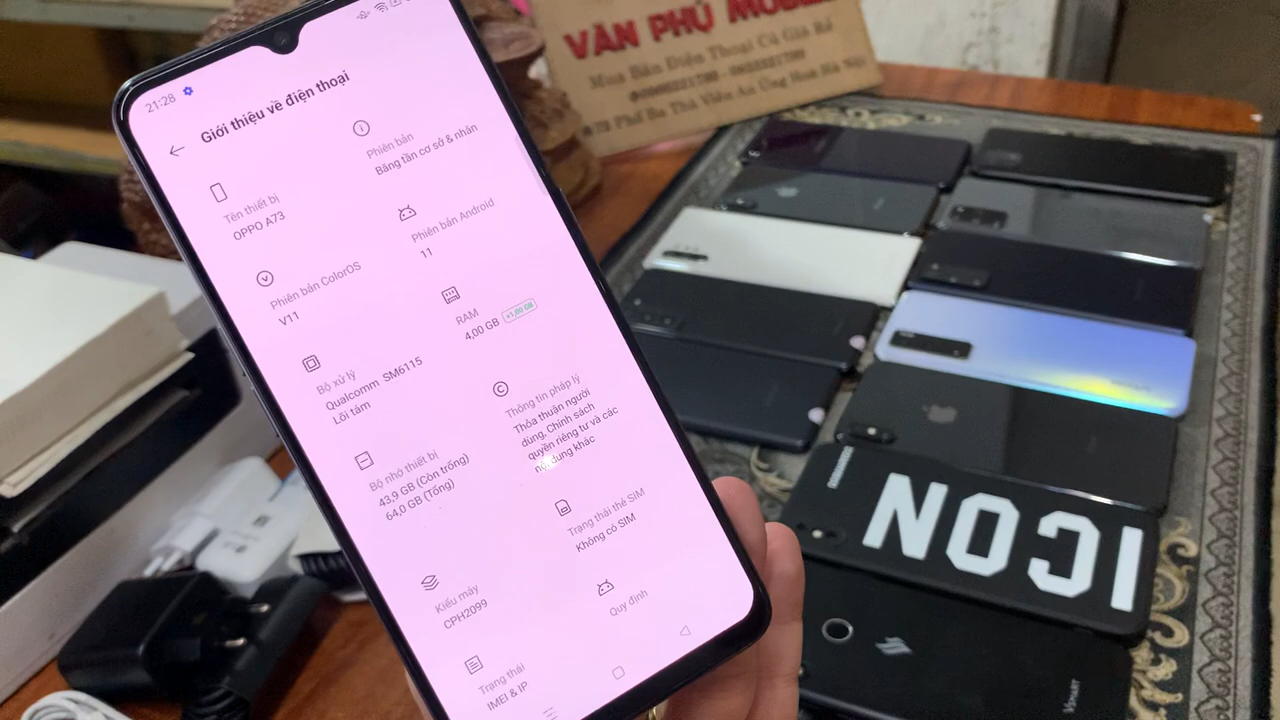 21:28
Giới thiệu về điện thoại
Tên thiết bị
OPPO A73
Phiên bản
Băng tần cơ sở & nhân
Phiên bản ColorOS
V11
Phiên bản Android
11
Bộ xử lý
Qualcomm SM6115
Lõi tám
RAM
4,00 GB +1,00 GB
Bộ nhớ thiết bị
43,9 GB (Còn trống)
64,0 GB (Tổng)
Thông tin pháp lý
Thỏa thuận người
dùng, Chính sách
quyền riêng tư và các
nội dung khác
Kiểu máy
CPH2099
Trạng thái thẻ SIM
Không có SIM
Trạng thái
IMEI & IP
Quy định
VĂN PHÚ MOBILE
Mua Bán Điện Thoại Cũ Giá Rẻ
ICON
Vsmart